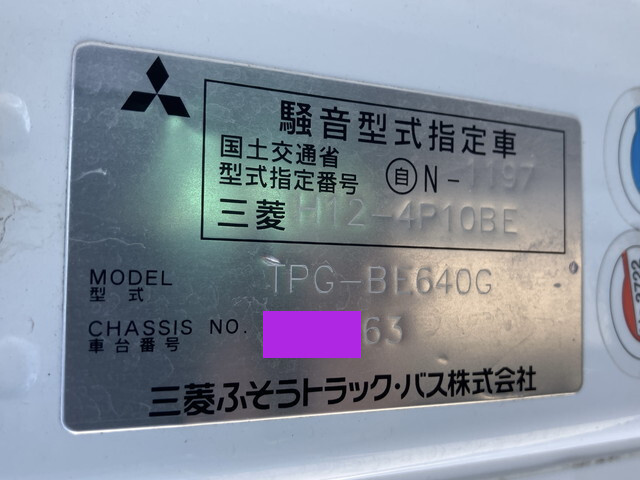 騒音型式指定車
国土交通省
型式指定番号 自 N-1197
三菱 H12-4P10BE
MODEL TPG-BE640G
型式
CHASSIS NO. 63
車台番号
三菱ふそうトラック・バス株式会社